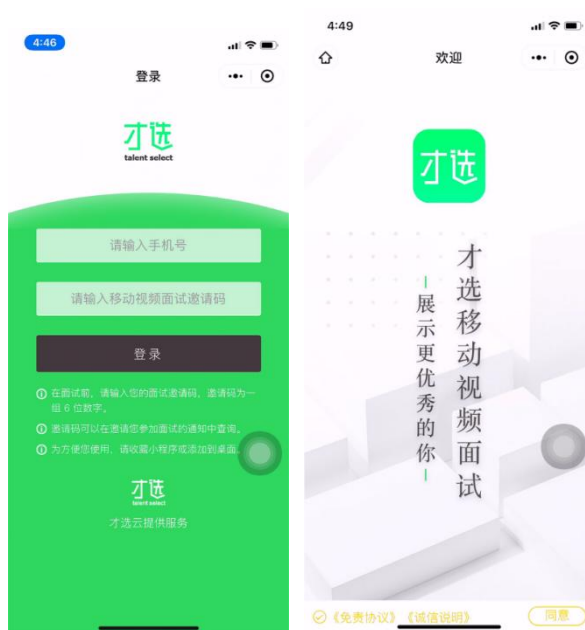 4:46
登录
才选
talent select
请输入手机号
请输入移动视频面试邀请码
登录
在面试前，请输入您的面试邀请码，邀请码为一
组 6 位数字。
邀请码可以在邀请您参加面试的通知中查询。
为方便您使用，请收藏小程序或添加到桌面。
才选
talent select
才选云提供服务
4:49
欢迎
才选
才选移动视频面试
展示更优秀的你
《免责协议》《诚信说明》
同意